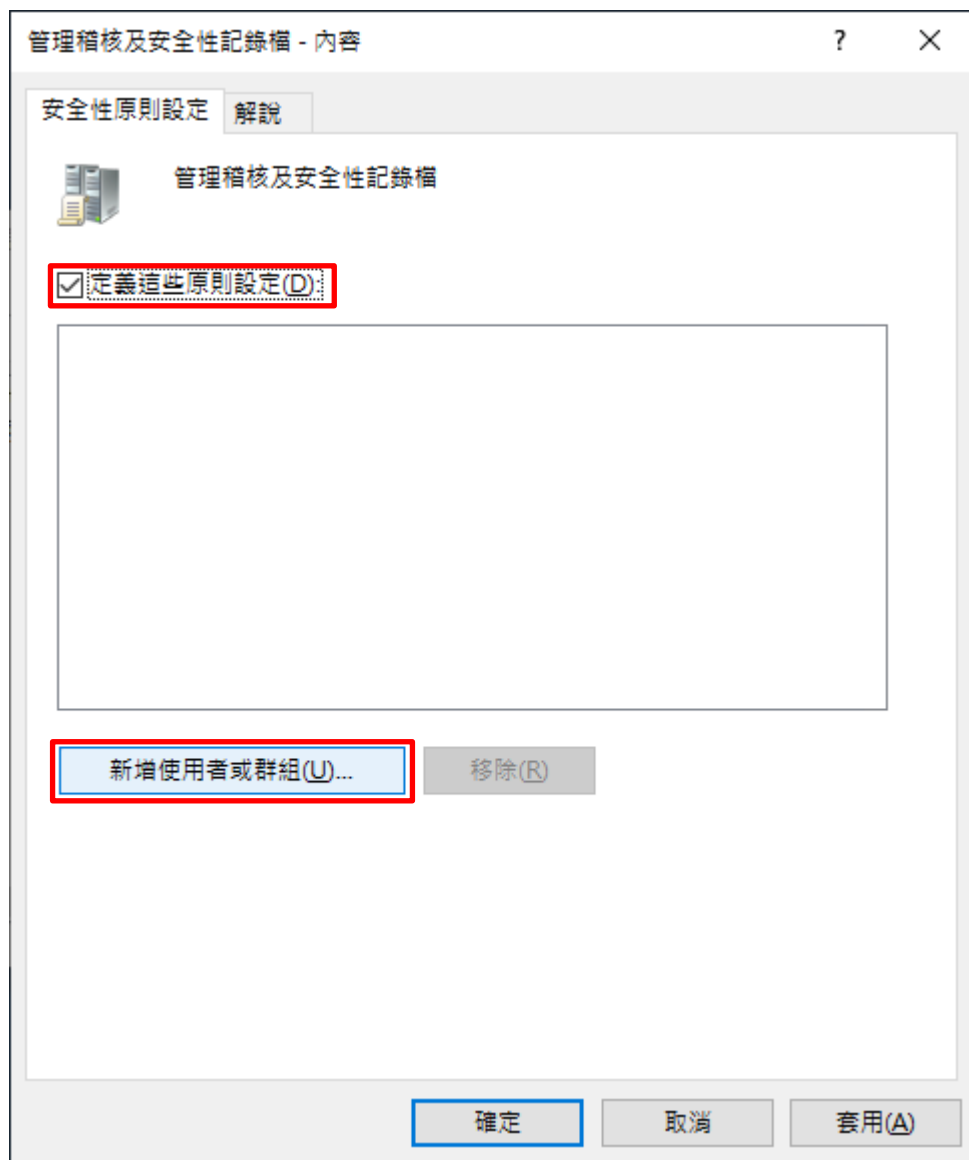 管理稽核及安全性記錄檔 - 內容 ?
安全性原則設定 解說
管理稽核及安全性記錄檔
定義這些原則設定(D):
新增使用者或群組(U)... 移除(R)
確定 取消 套用(A)